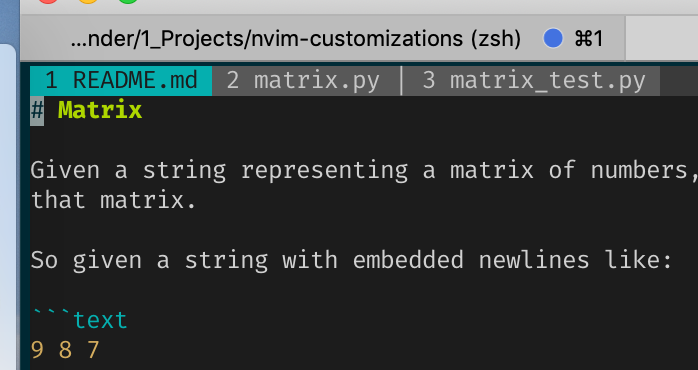 ...nder/1_Projects/nvim-customizations (zsh) ⌘1
1 README.md 2 matrix.py | 3 matrix_test.py
# Matrix
Given a string representing a matrix of numbers,
that matrix.
So given a string with embedded newlines like:
```text
9 8 7